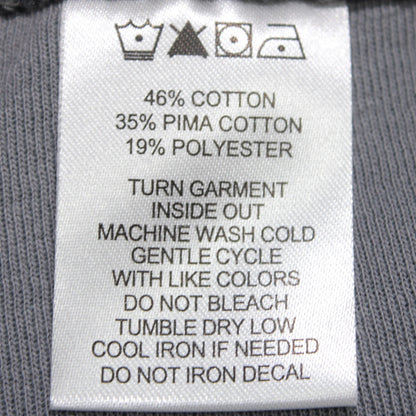 46% COTTON
35% PIMA COTTON
19% POLYESTER
TURN GARMENT
INSIDE OUT
MACHINE WASH COLD
GENTLE CYCLE
WITH LIKE COLORS
DO NOT BLEACH
TUMBLE DRY LOW
COOL IRON IF NEEDED
DO NOT IRON DECAL